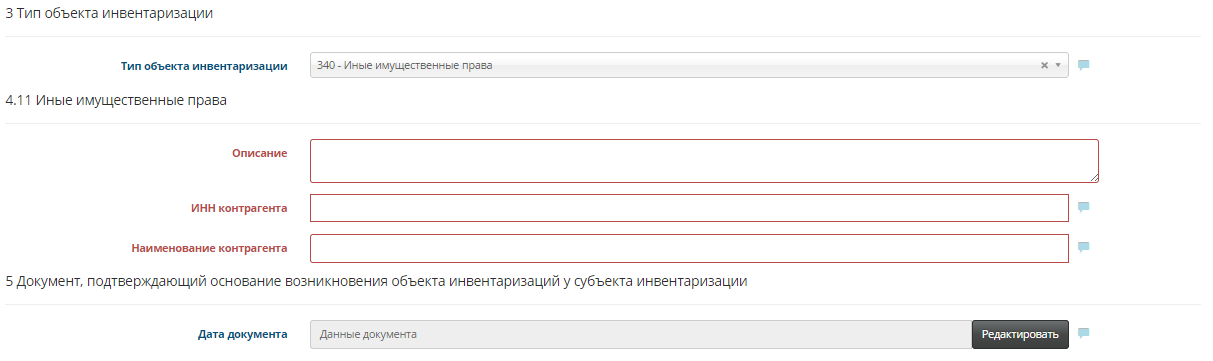 3 Тип объекта инвентаризации
Тип объекта инвентаризации
340 - Иные имущественные права
4.11 Иные имущественные права
Описание
ИНН контрагента
Наименование контрагента
5 Документ, подтверждающий основание возникновения объекта инвентаризаций у субъекта инвентаризации
Дата документа
Данные документа
Редактировать